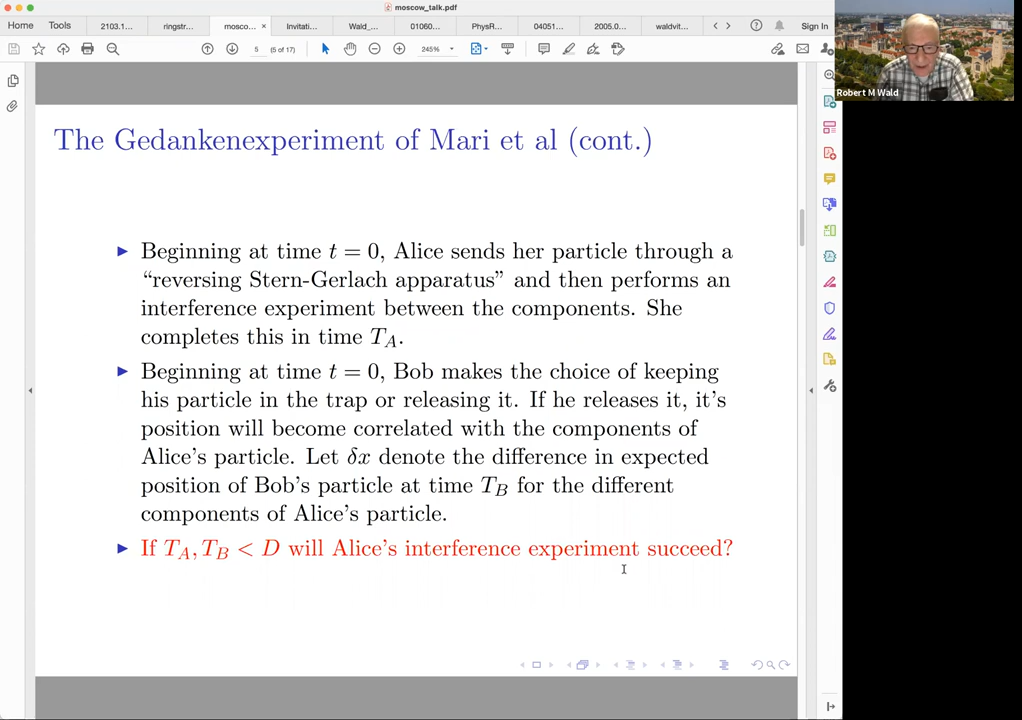 moscow_talk.pdf
Home Tools 2103.1... ringstr... mosco... × Invitati... Wald_... 01060... PhysR... 04051... 2005.0... waldvit... Sign In
5 (5 of 17) 245%
Robert M Wald
The Gedankenexperiment of Mari et al (cont.)
Beginning at time t = 0, Alice sends her particle through a
“reversing Stern-Gerlach apparatus” and then performs an
interference experiment between the components. She
completes this in time T_A.
Beginning at time t = 0, Bob makes the choice of keeping
his particle in the trap or releasing it. If he releases it, it’s
position will become correlated with the components of
Alice’s particle. Let δx denote the difference in expected
position of Bob’s particle at time T_B for the different
components of Alice’s particle.
If T_A, T_B < D will Alice’s interference experiment succeed?